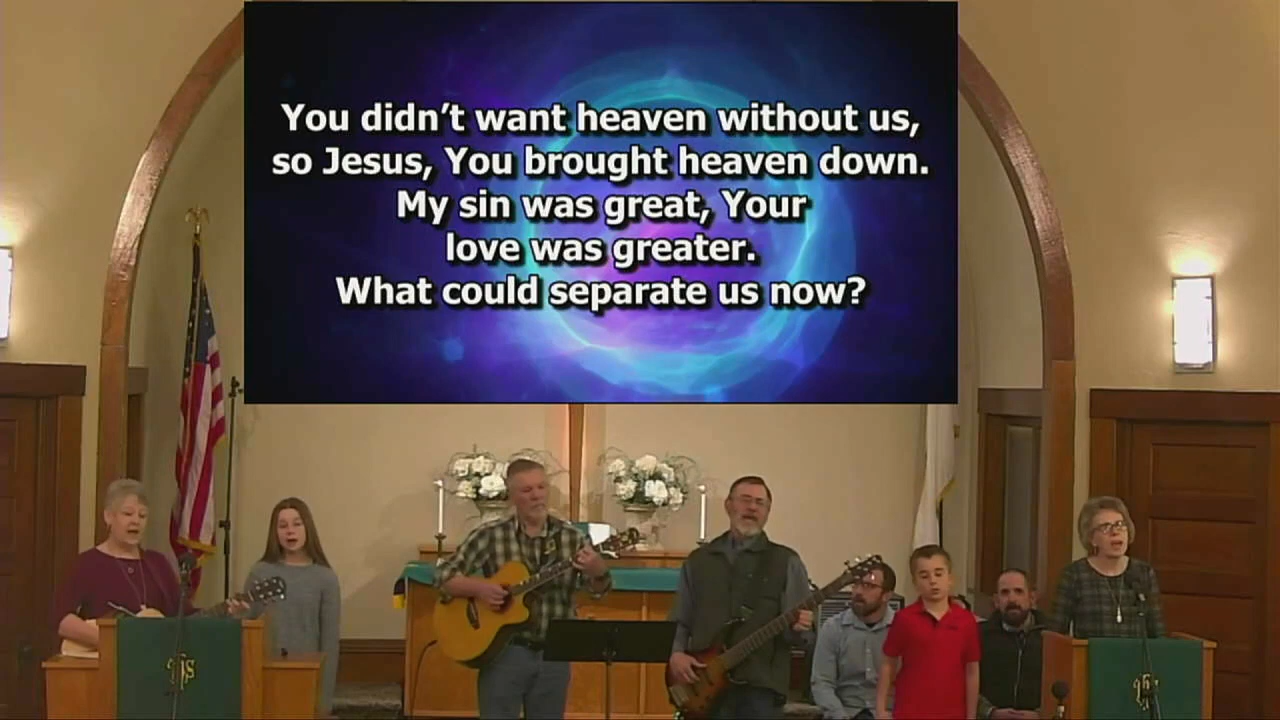 You didn't want heaven without us,
so Jesus, You brought heaven down.
My sin was great, Your
love was greater.
What could separate us now?